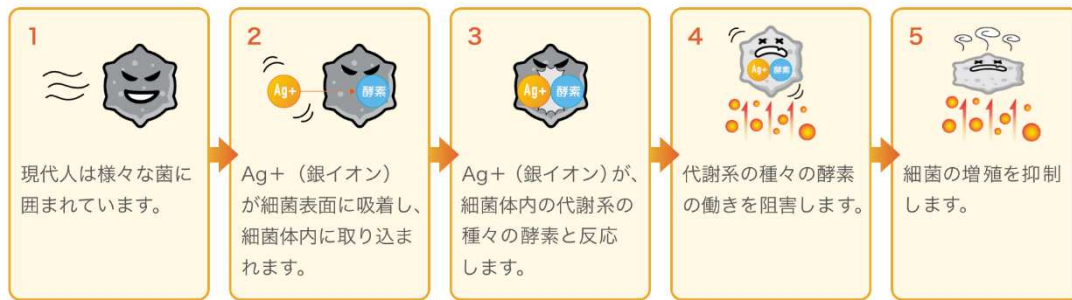 1
現代人は様々な菌に
囲まれています。
2
Ag+
酵素
Ag+（銀イオン）
が細菌表面に吸着し、
細菌体内に取り込ま
れます。
3
Ag+
酵素
Ag+（銀イオン）が、
細菌体内の代謝系の
種々の酵素と反応
します。
4
Ag+
酵素
代謝系の種々の酵素
の働きを阻害します。
5
細菌の増殖を抑制
します。